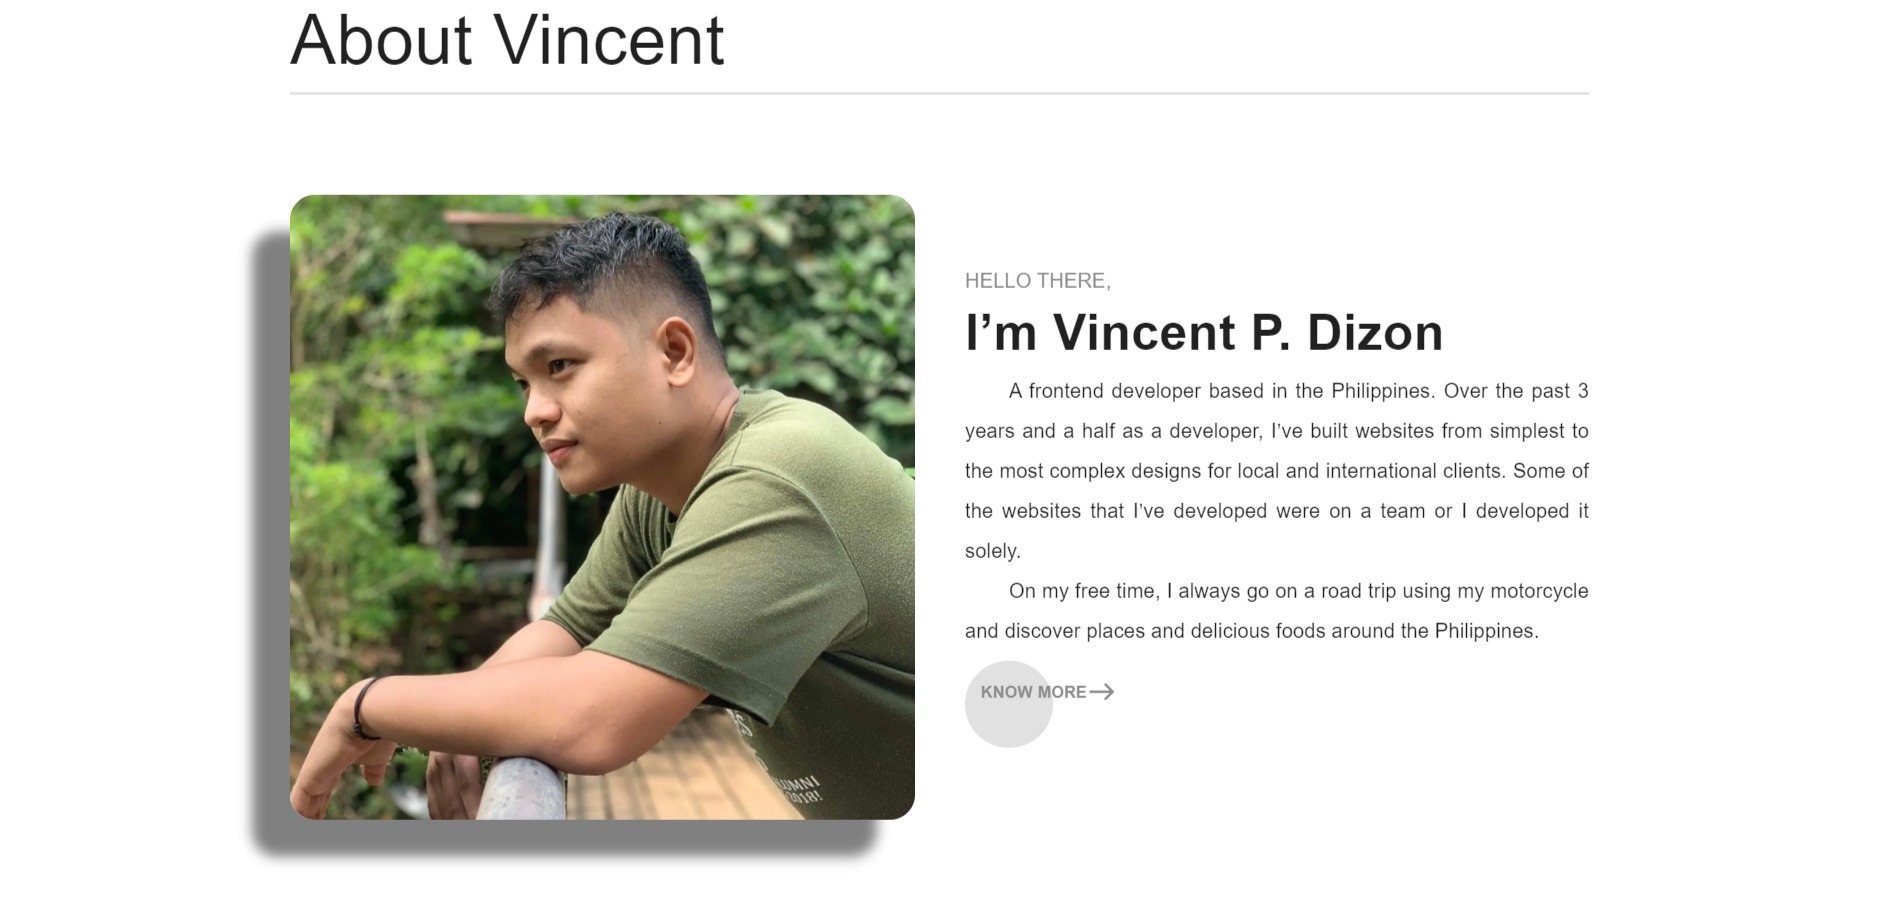 About Vincent
HELLO THERE,
I’m Vincent P. Dizon
A frontend developer based in the Philippines. Over the past 3
years and a half as a developer, I’ve built websites from simplest to
the most complex designs for local and international clients. Some of
the websites that I’ve developed were on a team or I developed it
solely.
On my free time, I always go on a road trip using my motorcycle
and discover places and delicious foods around the Philippines.
KNOW MORE
2018!